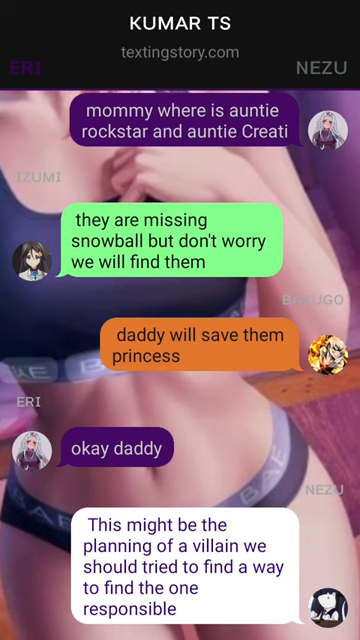 KUMAR TS
textingstory.com
ERI
NEZU
mommy where is auntie
rockstar and auntie Creati
IZUMI
they are missing
snowball but don't worry
we will find them
BAKUGO
daddy will save them
princess
ERI
okay daddy
NEZU
This might be the
planning of a villain we
should tried to find a way
to find the one
responsible
BAE
BAE